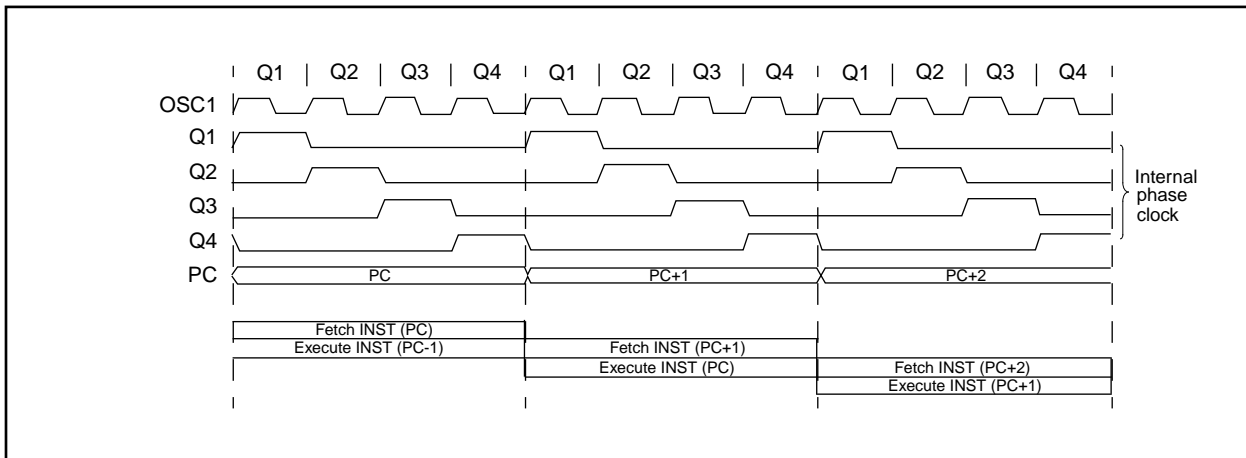 Q1 Q2 Q3 Q4 Q1 Q2 Q3 Q4 Q1 Q2 Q3 Q4
OSC1
Q1
Q2
Q3
Q4
PC
PC PC+1 PC+2
Internal
phase
clock
Fetch INST (PC)
Execute INST (PC-1) Fetch INST (PC+1)
Execute INST (PC) Fetch INST (PC+2)
Execute INST (PC+1)